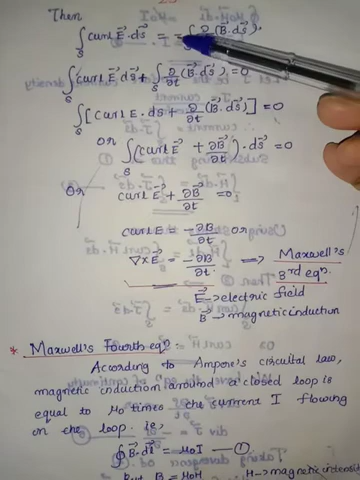 Then
∫S curl E⃗·ds⃗ = -∫S ∂/∂t (B⃗·ds⃗)
∫S curl E⃗·ds⃗ + ∫S ∂/∂t (B⃗·ds⃗) = 0
∫S [curl E·ds + ∂/∂t (B⃗·ds⃗)] = 0
or ∫S (curl E⃗ + ∂B⃗/∂t)·ds⃗ = 0
Or curl E⃗ + ∂B⃗/∂t = 0
curl E = -∂B⃗/∂t or
∇×E⃗ = -∂B⃗/∂t ⟹ Maxwell's
3rd eqn.
E⃗ → electric field
B⃗ → magnetic induction
* Maxwell's Fourth eqn
According to Ampere's circuital law,
magnetic induction around a closed loop is
equal to μ0 times the current I flowing
in the loop. ie,
∮ B⃗·dl⃗ = μ0I —①
But B = μ0H H → magnetic intensity